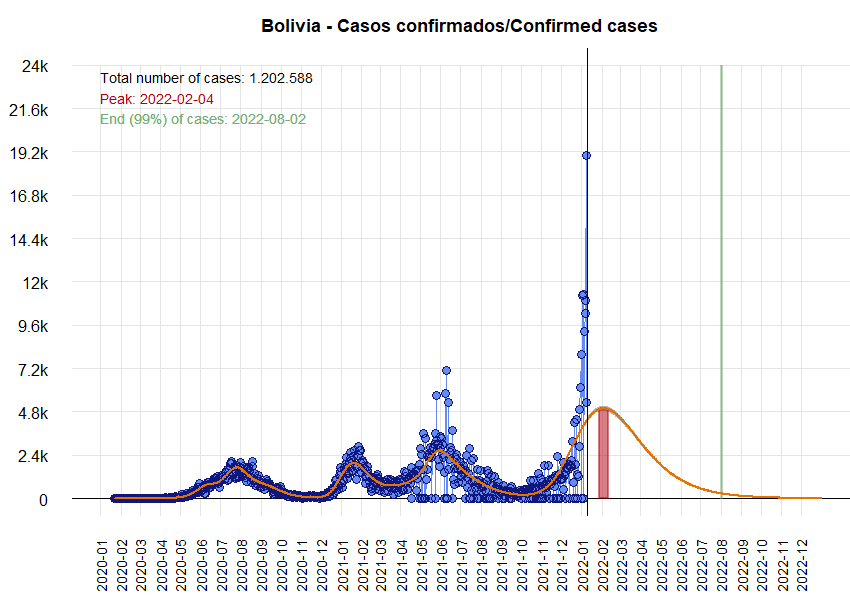 Bolivia - Casos confirmados/Confirmed cases
24k
21.6k
19.2k
16.8k
14.4k
12k
9.6k
7.2k
4.8k
2.4k
0
Total number of cases: 1.202.588
Peak: 2022-02-04
End (99%) of cases: 2022-08-02
2020-01
2020-02
2020-03
2020-04
2020-05
2020-06
2020-07
2020-08
2020-09
2020-10
2020-11
2020-12
2021-01
2021-02
2021-03
2021-04
2021-05
2021-06
2021-07
2021-08
2021-09
2021-10
2021-11
2021-12
2022-01
2022-02
2022-03
2022-04
2022-05
2022-06
2022-07
2022-08
2022-09
2022-10
2022-11
2022-12